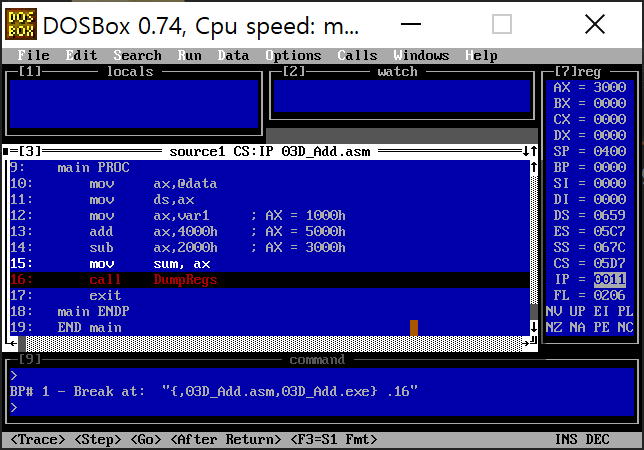 DOS
BOX
DOSBox 0.74, Cpu speed: m...
File Edit Search Run Data Options Calls Windows Help
[1] locals
[2] watch
[7]reg
AX = 3000
BX = 0000
CX = 0000
DX = 0000
SP = 0400
BP = 0000
SI = 0000
DI = 0000
DS = 0659
ES = 05C7
SS = 067C
CS = 05D7
IP = 0011
FL = 0206
NV UP EI PL
NZ NA PE NC
[3] source1 CS:IP 03D_Add.asm
9: main PROC
10: mov ax,@data
11: mov ds,ax
12: mov ax,var1 ; AX = 1000h
13: add ax,4000h ; AX = 5000h
14: sub ax,2000h ; AX = 3000h
15: mov sum, ax
16: call DumpRegs
17: exit
18: main ENDP
19: END main
[9] command
>
BP# 1 - Break at: "{,03D_Add.asm,03D_Add.exe} .16"
>
<Trace> <Step> <Go> <After Return> <F3=S1 Fmt> INS DEC